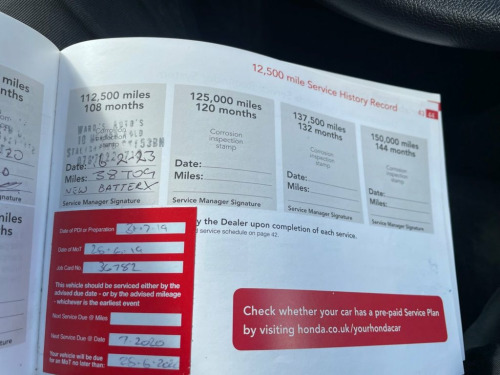 12,500 mile Service History Record
miles
nths
112,500 miles
108 months
Corrosion
inspection
stamp
Date: 16-2-23
Miles: 38709
NEW BATTERY
Service Manager Signature
125,000 miles
120 months
Corrosion
inspection
stamp
Date:
Miles:
Service Manager Signature
137,500 miles
132 months
Corrosion
inspection
stamp
Date:
Miles:
Service Manager Signature
150,000 miles
144 months
Corrosion
inspection
stamp
Date:
Miles:
Service Manager Signature
miles
hs
ature
y the Dealer upon completion of each service.
service schedule on page 42.
Date of PDI or Preparation
Date of MoT 26-6-19
Job Card No. 36782
This vehicle should be serviced either by the
advised due date - or by the advised mileage
- whichever is the earliest event
Next Service Due @ Miles
Next Service Due @ Date 7 2020
Your vehicle will be due
for an MoT no later than: 25-6-2020
Check whether your car has a pre-paid Service Plan
by visiting honda.co.uk/yourhondacar